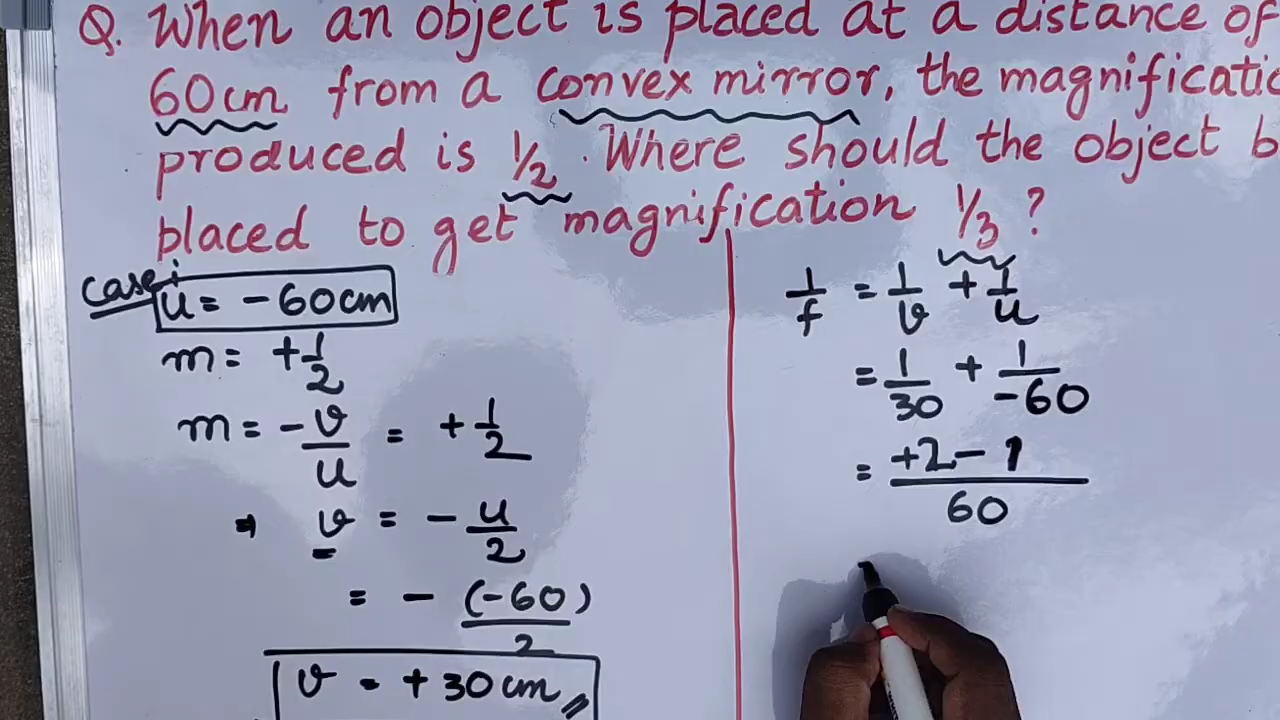 Q. When an object is placed at a distance of
60cm from a convex mirror, the magnificatio
produced is 1/2. Where should the object b
placed to get magnification 1/3 ?
case i
u = - 60cm
m = + 1/2
m = - v/u = + 1/2
⇒ v = - u/2
= - (-60)/2
v = + 30cm
1/f = 1/v + 1/u
= 1/30 + 1/-60
= +2 - 1/60